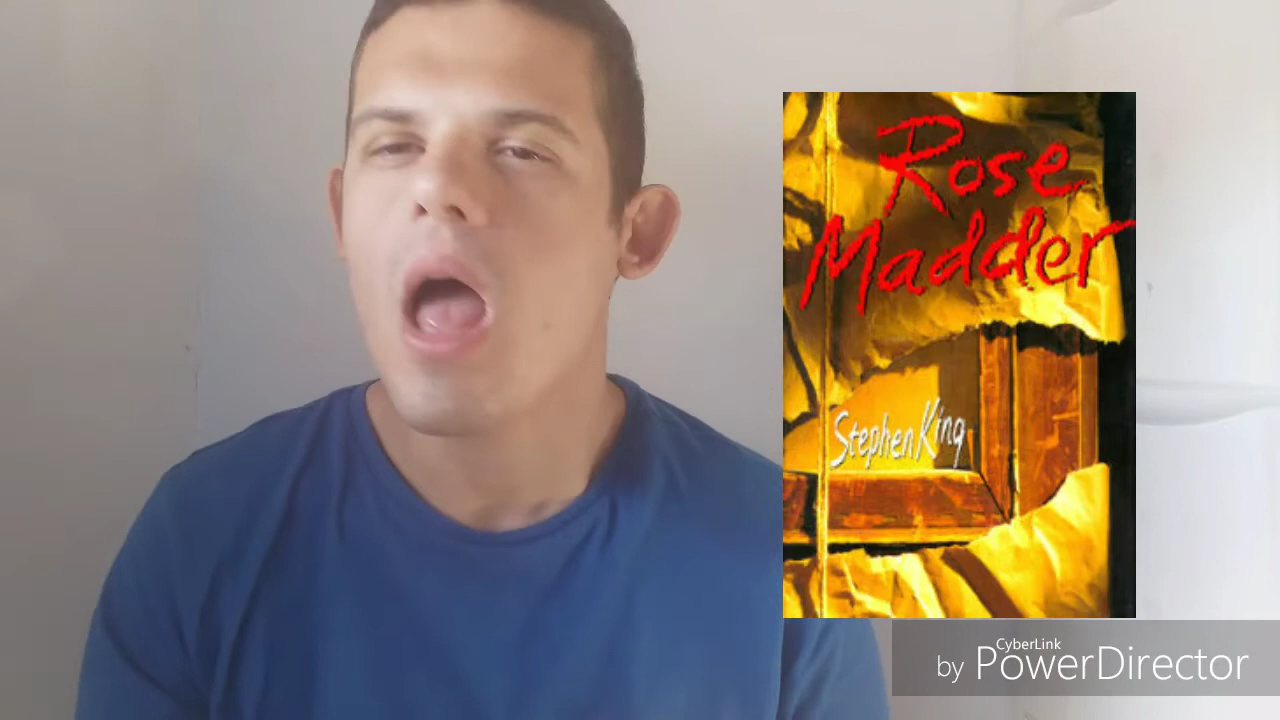 Rose
Madder
Stephen King
CyberLink
by PowerDirector